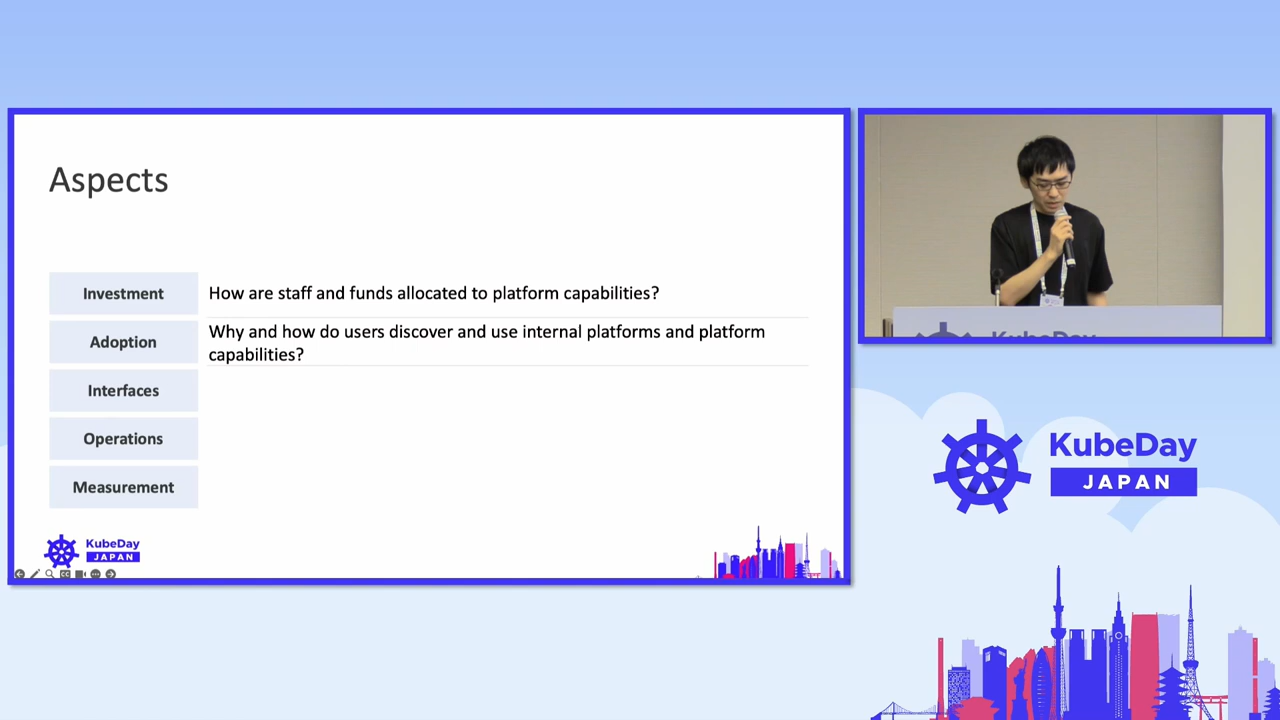 Aspects
Investment
How are staff and funds allocated to platform capabilities?
Adoption
Why and how do users discover and use internal platforms and platform
capabilities?
Interfaces
Operations
Measurement
KubeDay
JAPAN
KubeDay
KubeDay
JAPAN